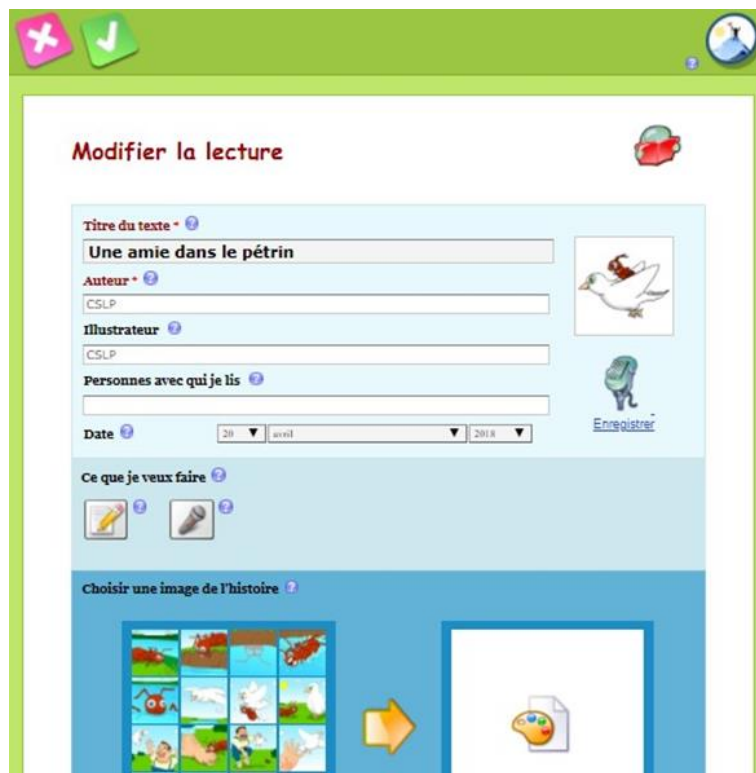 Modifier la lecture
Titre du texte *
Une amie dans le pétrin
Auteur *
CSLP
Illustrateur
CSLP
Personnes avec qui je lis
Date 20 avril 2018
Enregistrer
Ce que je veux faire
Choisir une image de l'histoire